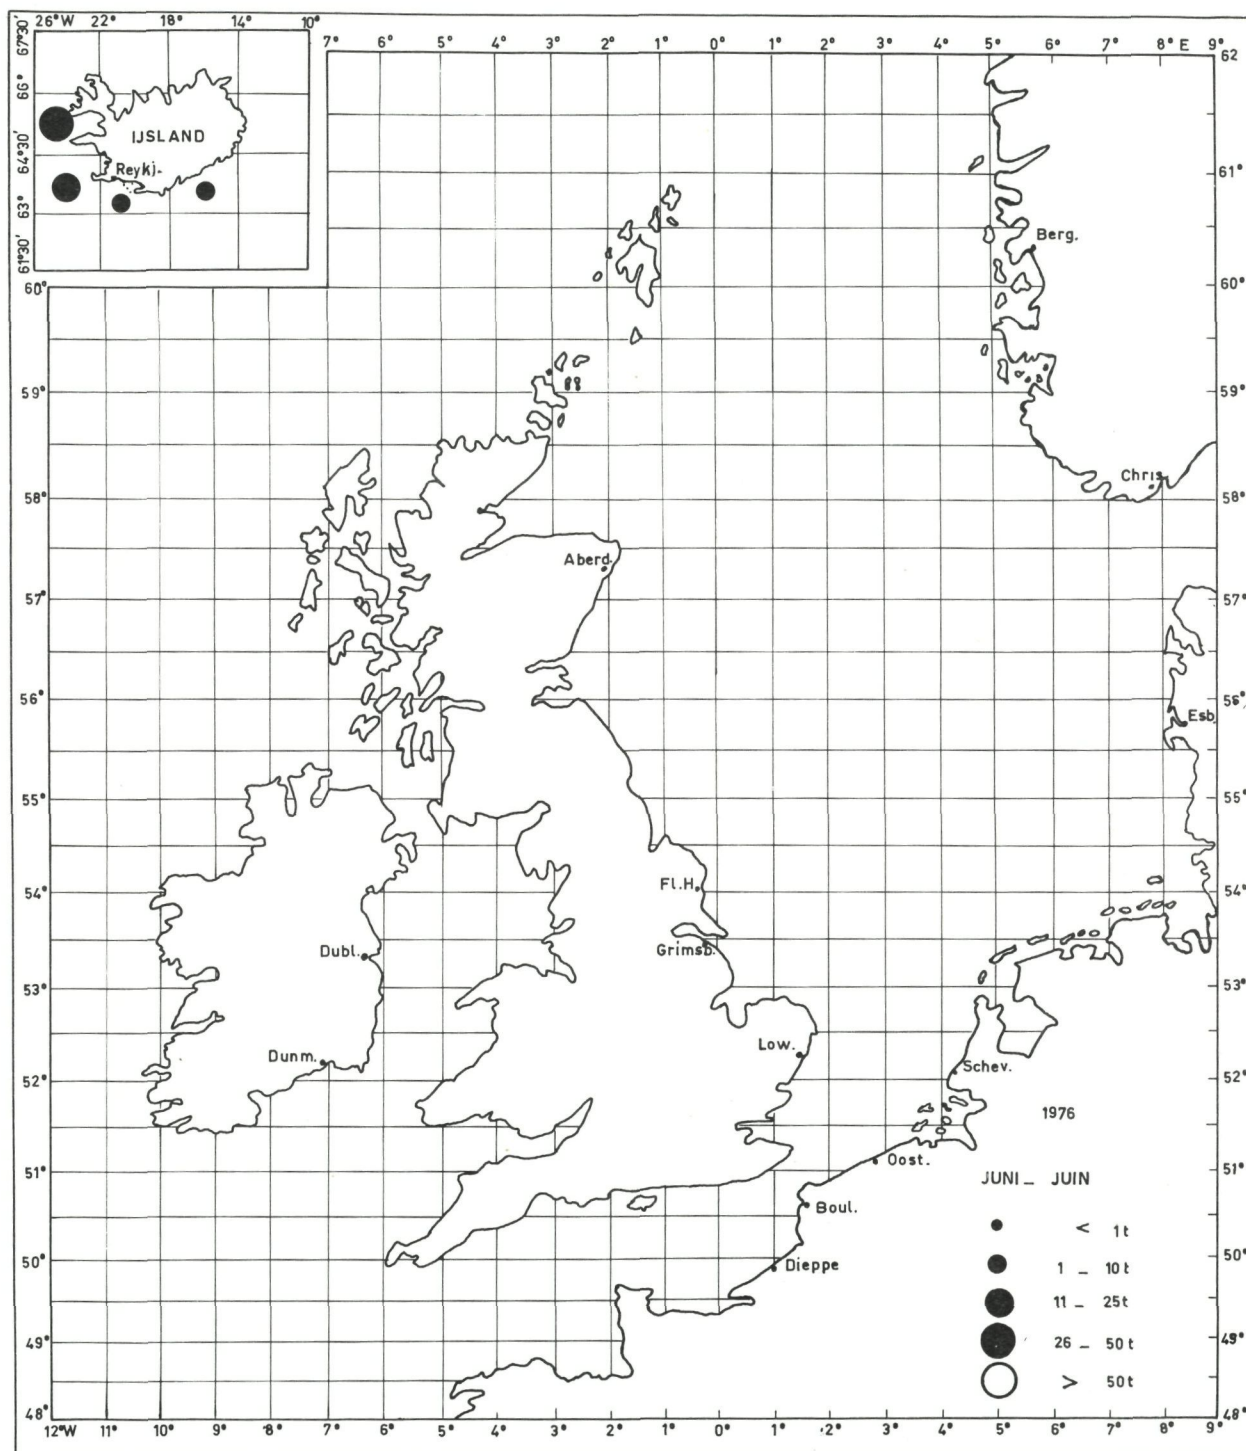 26°W 22° 18° 14° 10°
67°30'
66°
64°30'
63°
61°30'
IJSLAND
Reykj.
7° 6° 5° 4° 3° 2° 1° 0° 1° 2° 3° 4° 5° 6° 7° 8° E 9°
62
61°
60°
59°
58°
57°
56°
55°
54°
53°
52°
51°
50°
49°
48°
60°
59°
58°
57°
56°
55°
54°
53°
52°
51°
50°
49°
48°
Berg.
Chris.
Aberd.
Esb
Fl.H.
Grimsb.
Dubl.
Dunm.
Low.
Schev.
Oost.
Boul.
Dieppe
1976
JUNI _ JUIN
< 1t
1 _ 10t
11 _ 25t
26 _ 50t
> 50t
12°W 11° 10° 9° 8° 7° 6° 5° 4° 3° 2° 1° 0° 1° 2° 3° 4° 5° 6° 7° 8° 9°